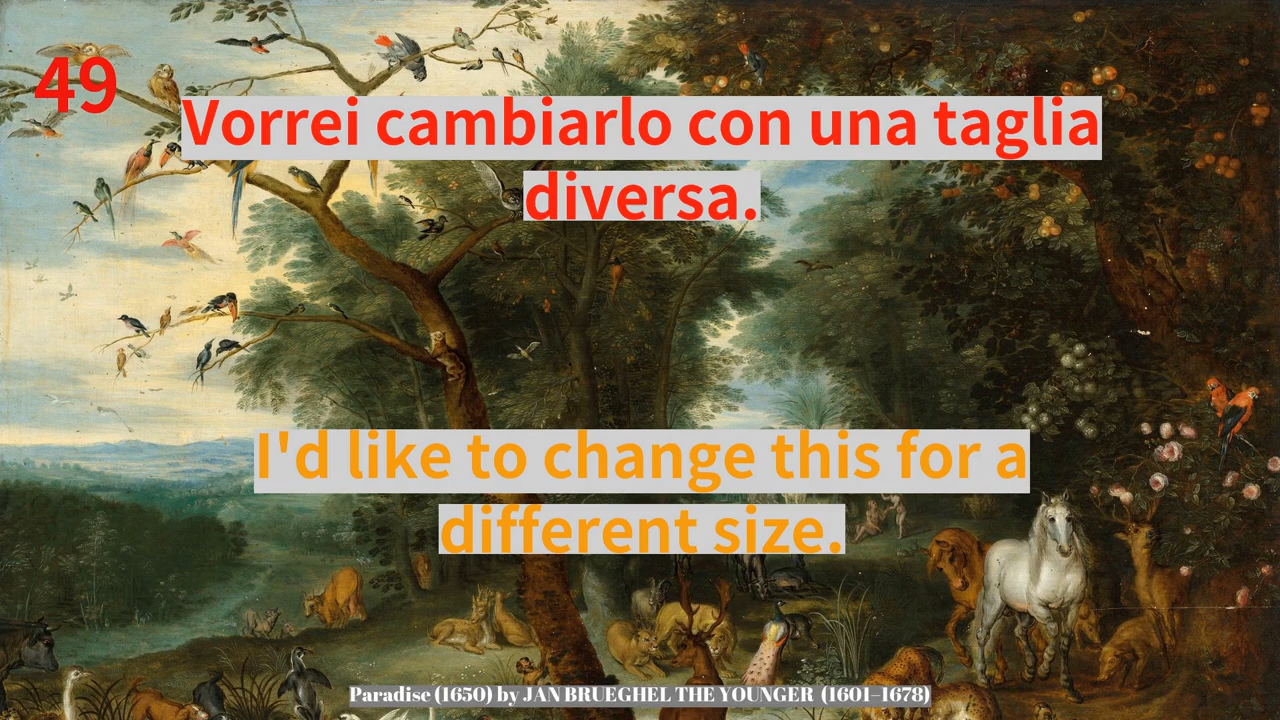 49
Vorrei cambiarlo con una taglia
diversa.
I'd like to change this for a
different size.
Paradise (1650) by JAN BRUEGHEL THE YOUNGER (1601–1678)